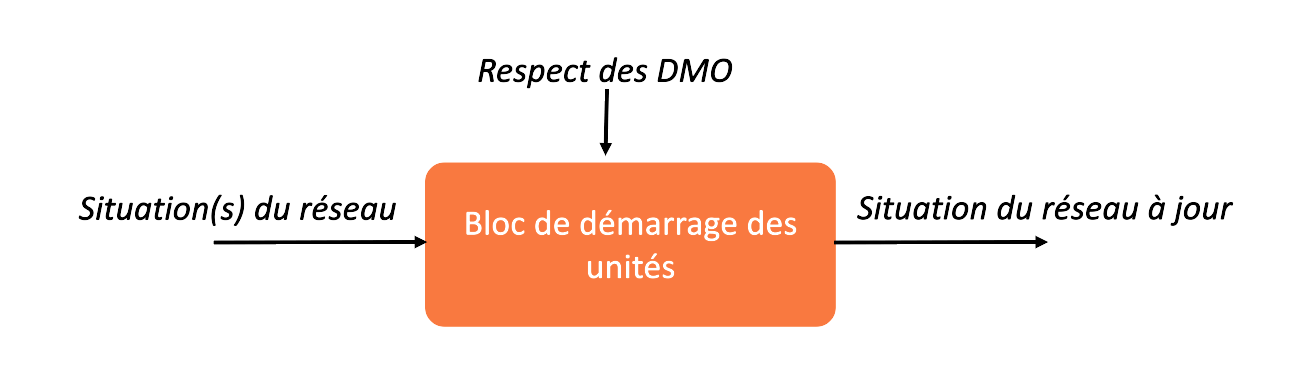 Respect des DMO
Situation(s) du réseau
Bloc de démarrage des
unités
Situation du réseau à jour